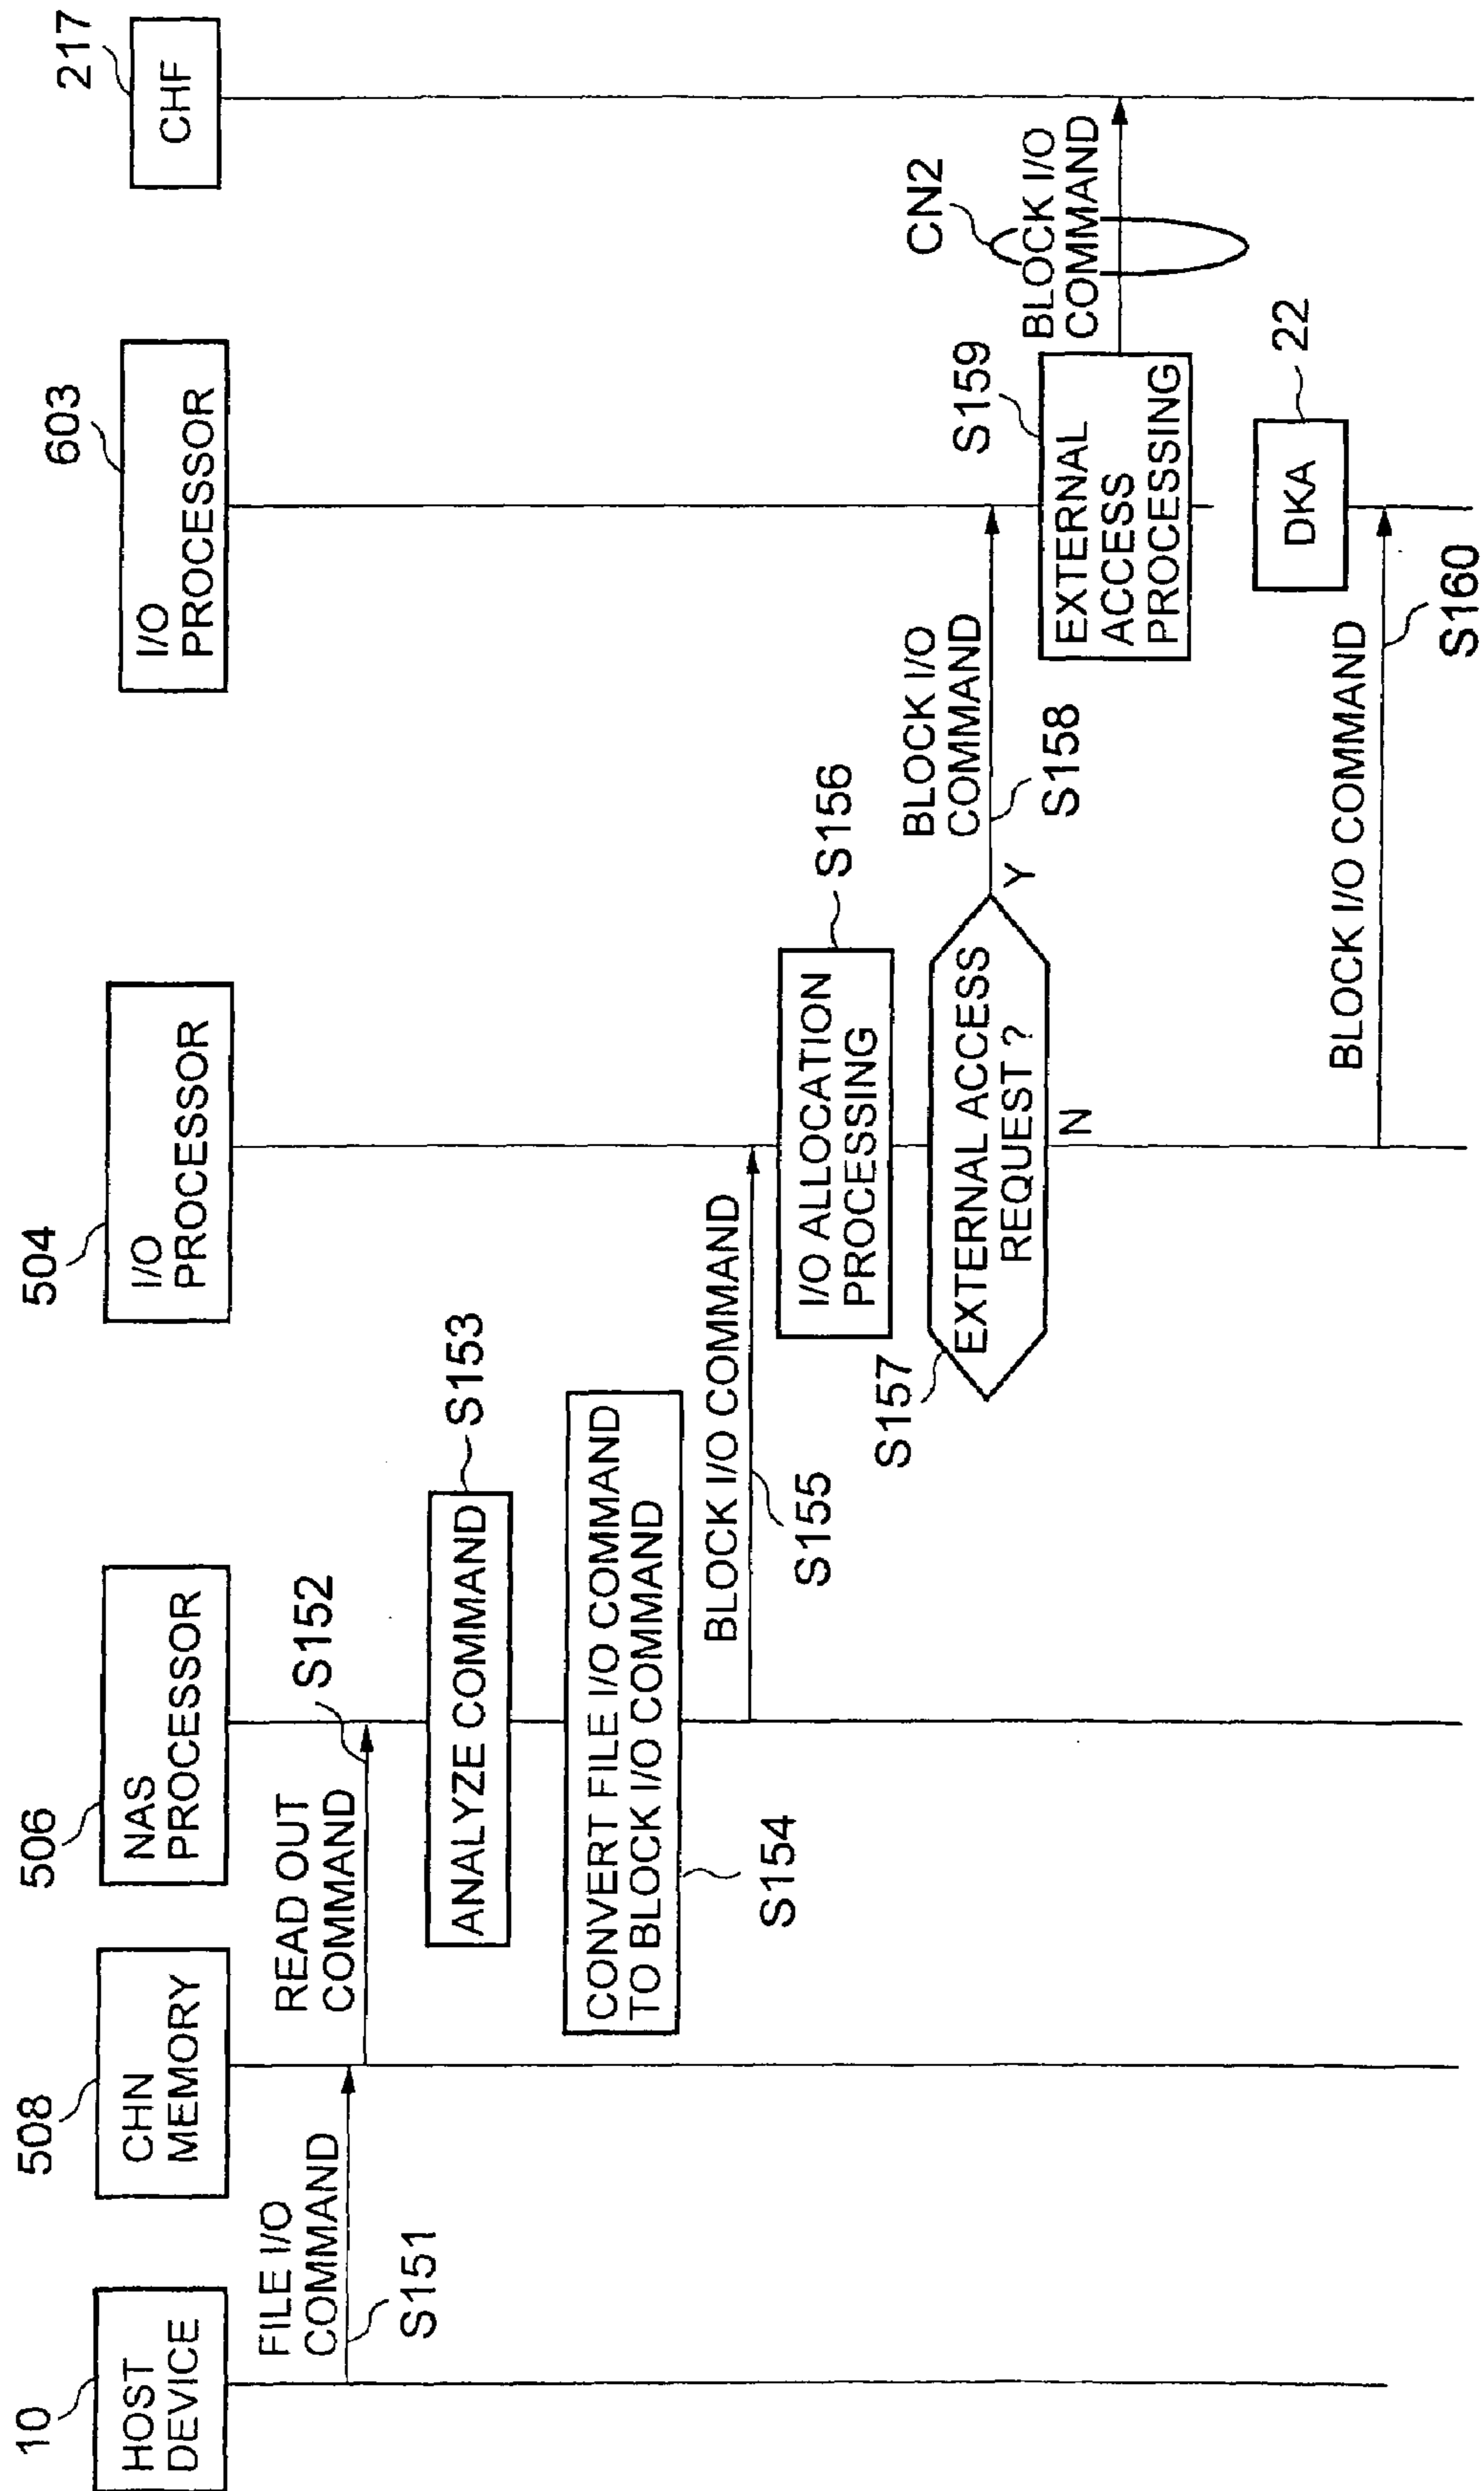 10
HOST
DEVICE
508
CHN
MEMORY
506
NAS
PROCESSOR
504
I/O
PROCESSOR
603
I/O
PROCESSOR
217
CHF
FILE I/O
COMMAND
S151
READ OUT
COMMAND
S152
ANALYZE COMMAND
S153
CONVERT FILE I/O COMMAND
TO BLOCK I/O COMMAND
S154
BLOCK I/O COMMAND
S155
I/O ALLOCATION
PROCESSING
S156
EXTERNAL ACCESS
REQUEST ?
S157
Y
N
BLOCK I/O
COMMAND
S158
EXTERNAL
ACCESS
PROCESSING
S159
BLOCK I/O
COMMAND
CN2
DKA
22
BLOCK I/O COMMAND
S160